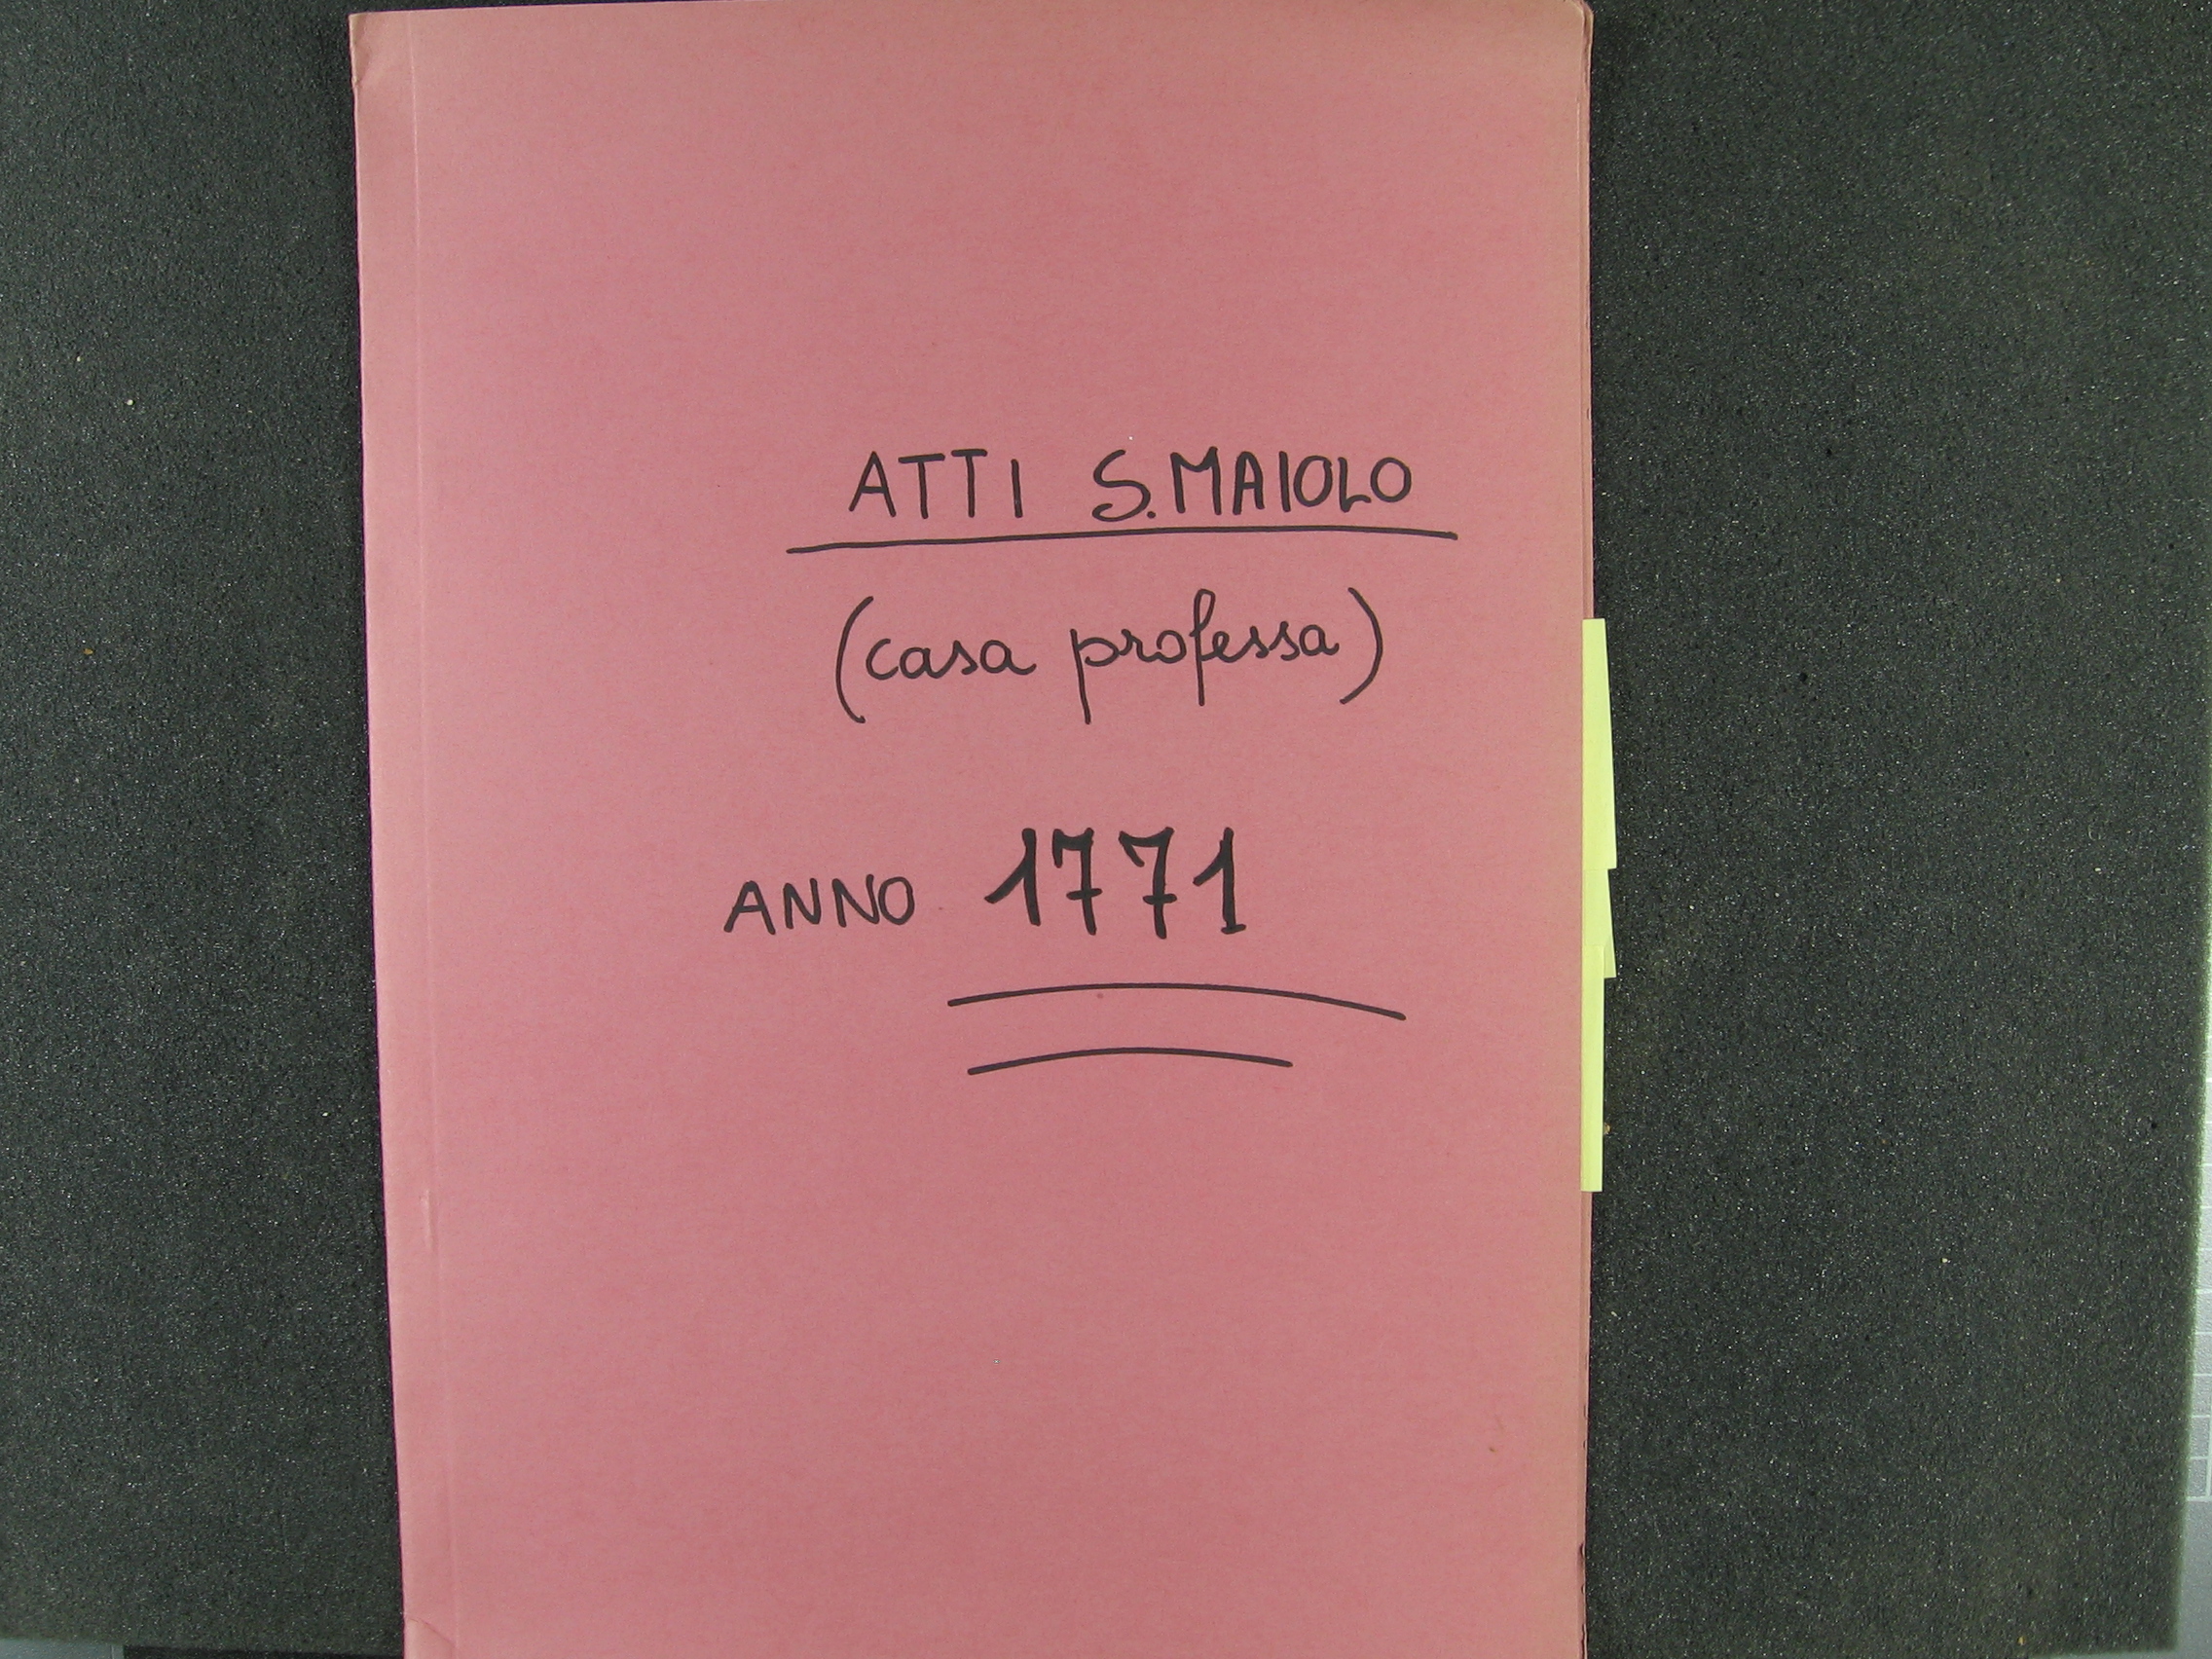 ATTI S. MAIOLO
(casa professa)
ANNO 1771